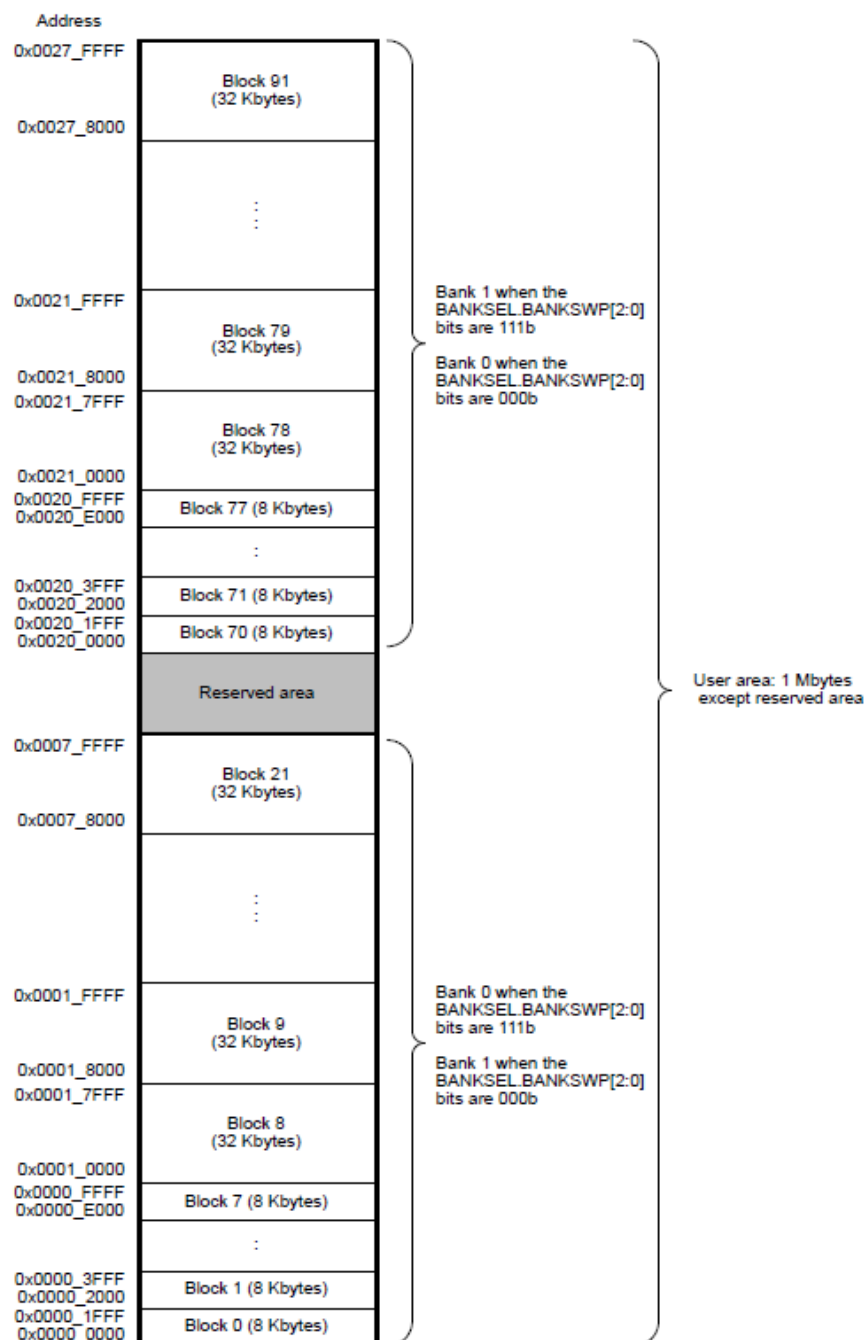 Address
0x0027_FFFF
Block 91
(32 Kbytes)
0x0027_8000
:
:
0x0021_FFFF
Block 79
(32 Kbytes)
0x0021_8000
0x0021_7FFF
Block 78
(32 Kbytes)
0x0021_0000
0x0020_FFFF
0x0020_E000
Block 77 (8 Kbytes)
:
0x0020_3FFF
0x0020_2000
Block 71 (8 Kbytes)
0x0020_1FFF
0x0020_0000
Block 70 (8 Kbytes)
Bank 1 when the
BANKSEL.BANKSWP[2:0]
bits are 111b
Bank 0 when the
BANKSEL.BANKSWP[2:0]
bits are 000b
Reserved area
User area: 1 Mbytes
except reserved area
0x0007_FFFF
Block 21
(32 Kbytes)
0x0007_8000
:
:
0x0001_FFFF
Block 9
(32 Kbytes)
0x0001_8000
0x0001_7FFF
Block 8
(32 Kbytes)
0x0001_0000
0x0000_FFFF
0x0000_E000
Block 7 (8 Kbytes)
:
0x0000_3FFF
0x0000_2000
Block 1 (8 Kbytes)
0x0000_1FFF
0x0000_0000
Block 0 (8 Kbytes)
Bank 0 when the
BANKSEL.BANKSWP[2:0]
bits are 111b
Bank 1 when the
BANKSEL.BANKSWP[2:0]
bits are 000b